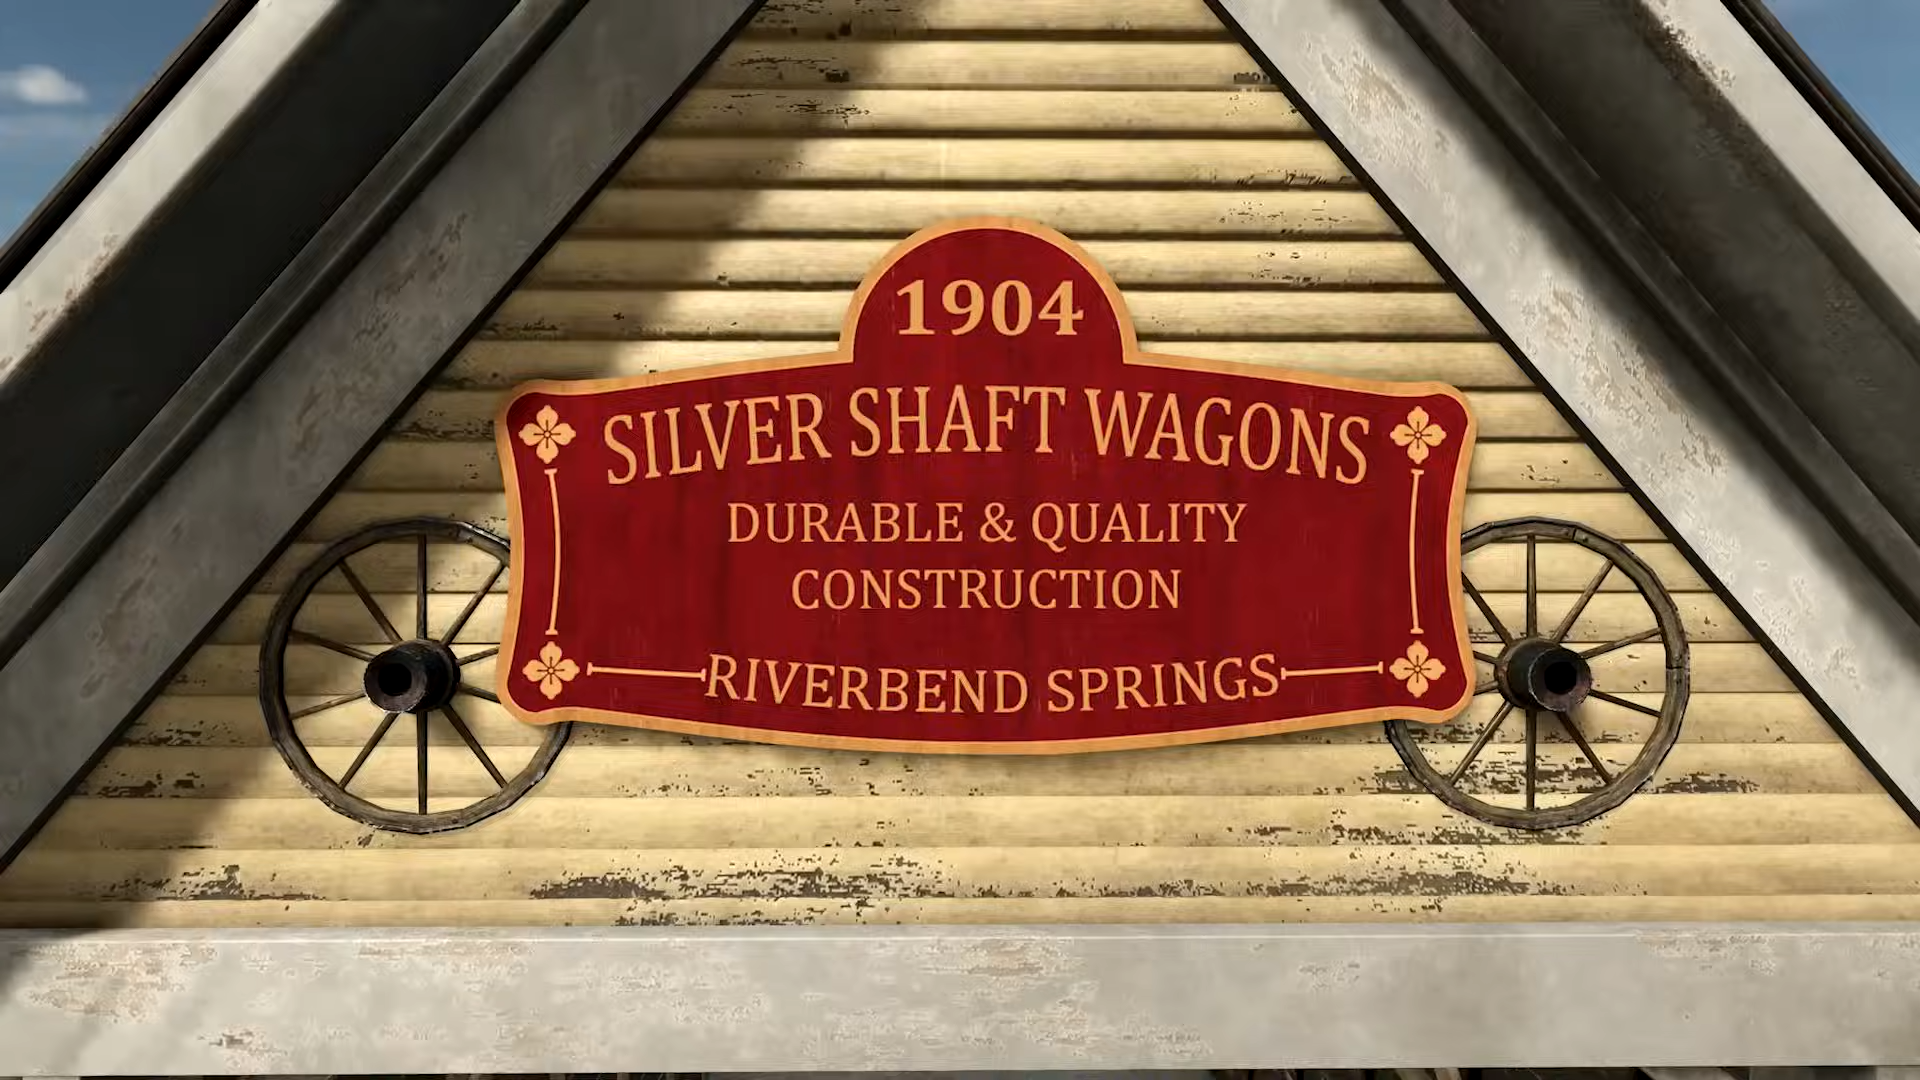 1904
SILVER SHAFT WAGONS
DURABLE & QUALITY
CONSTRUCTION
RIVERBEND SPRINGS